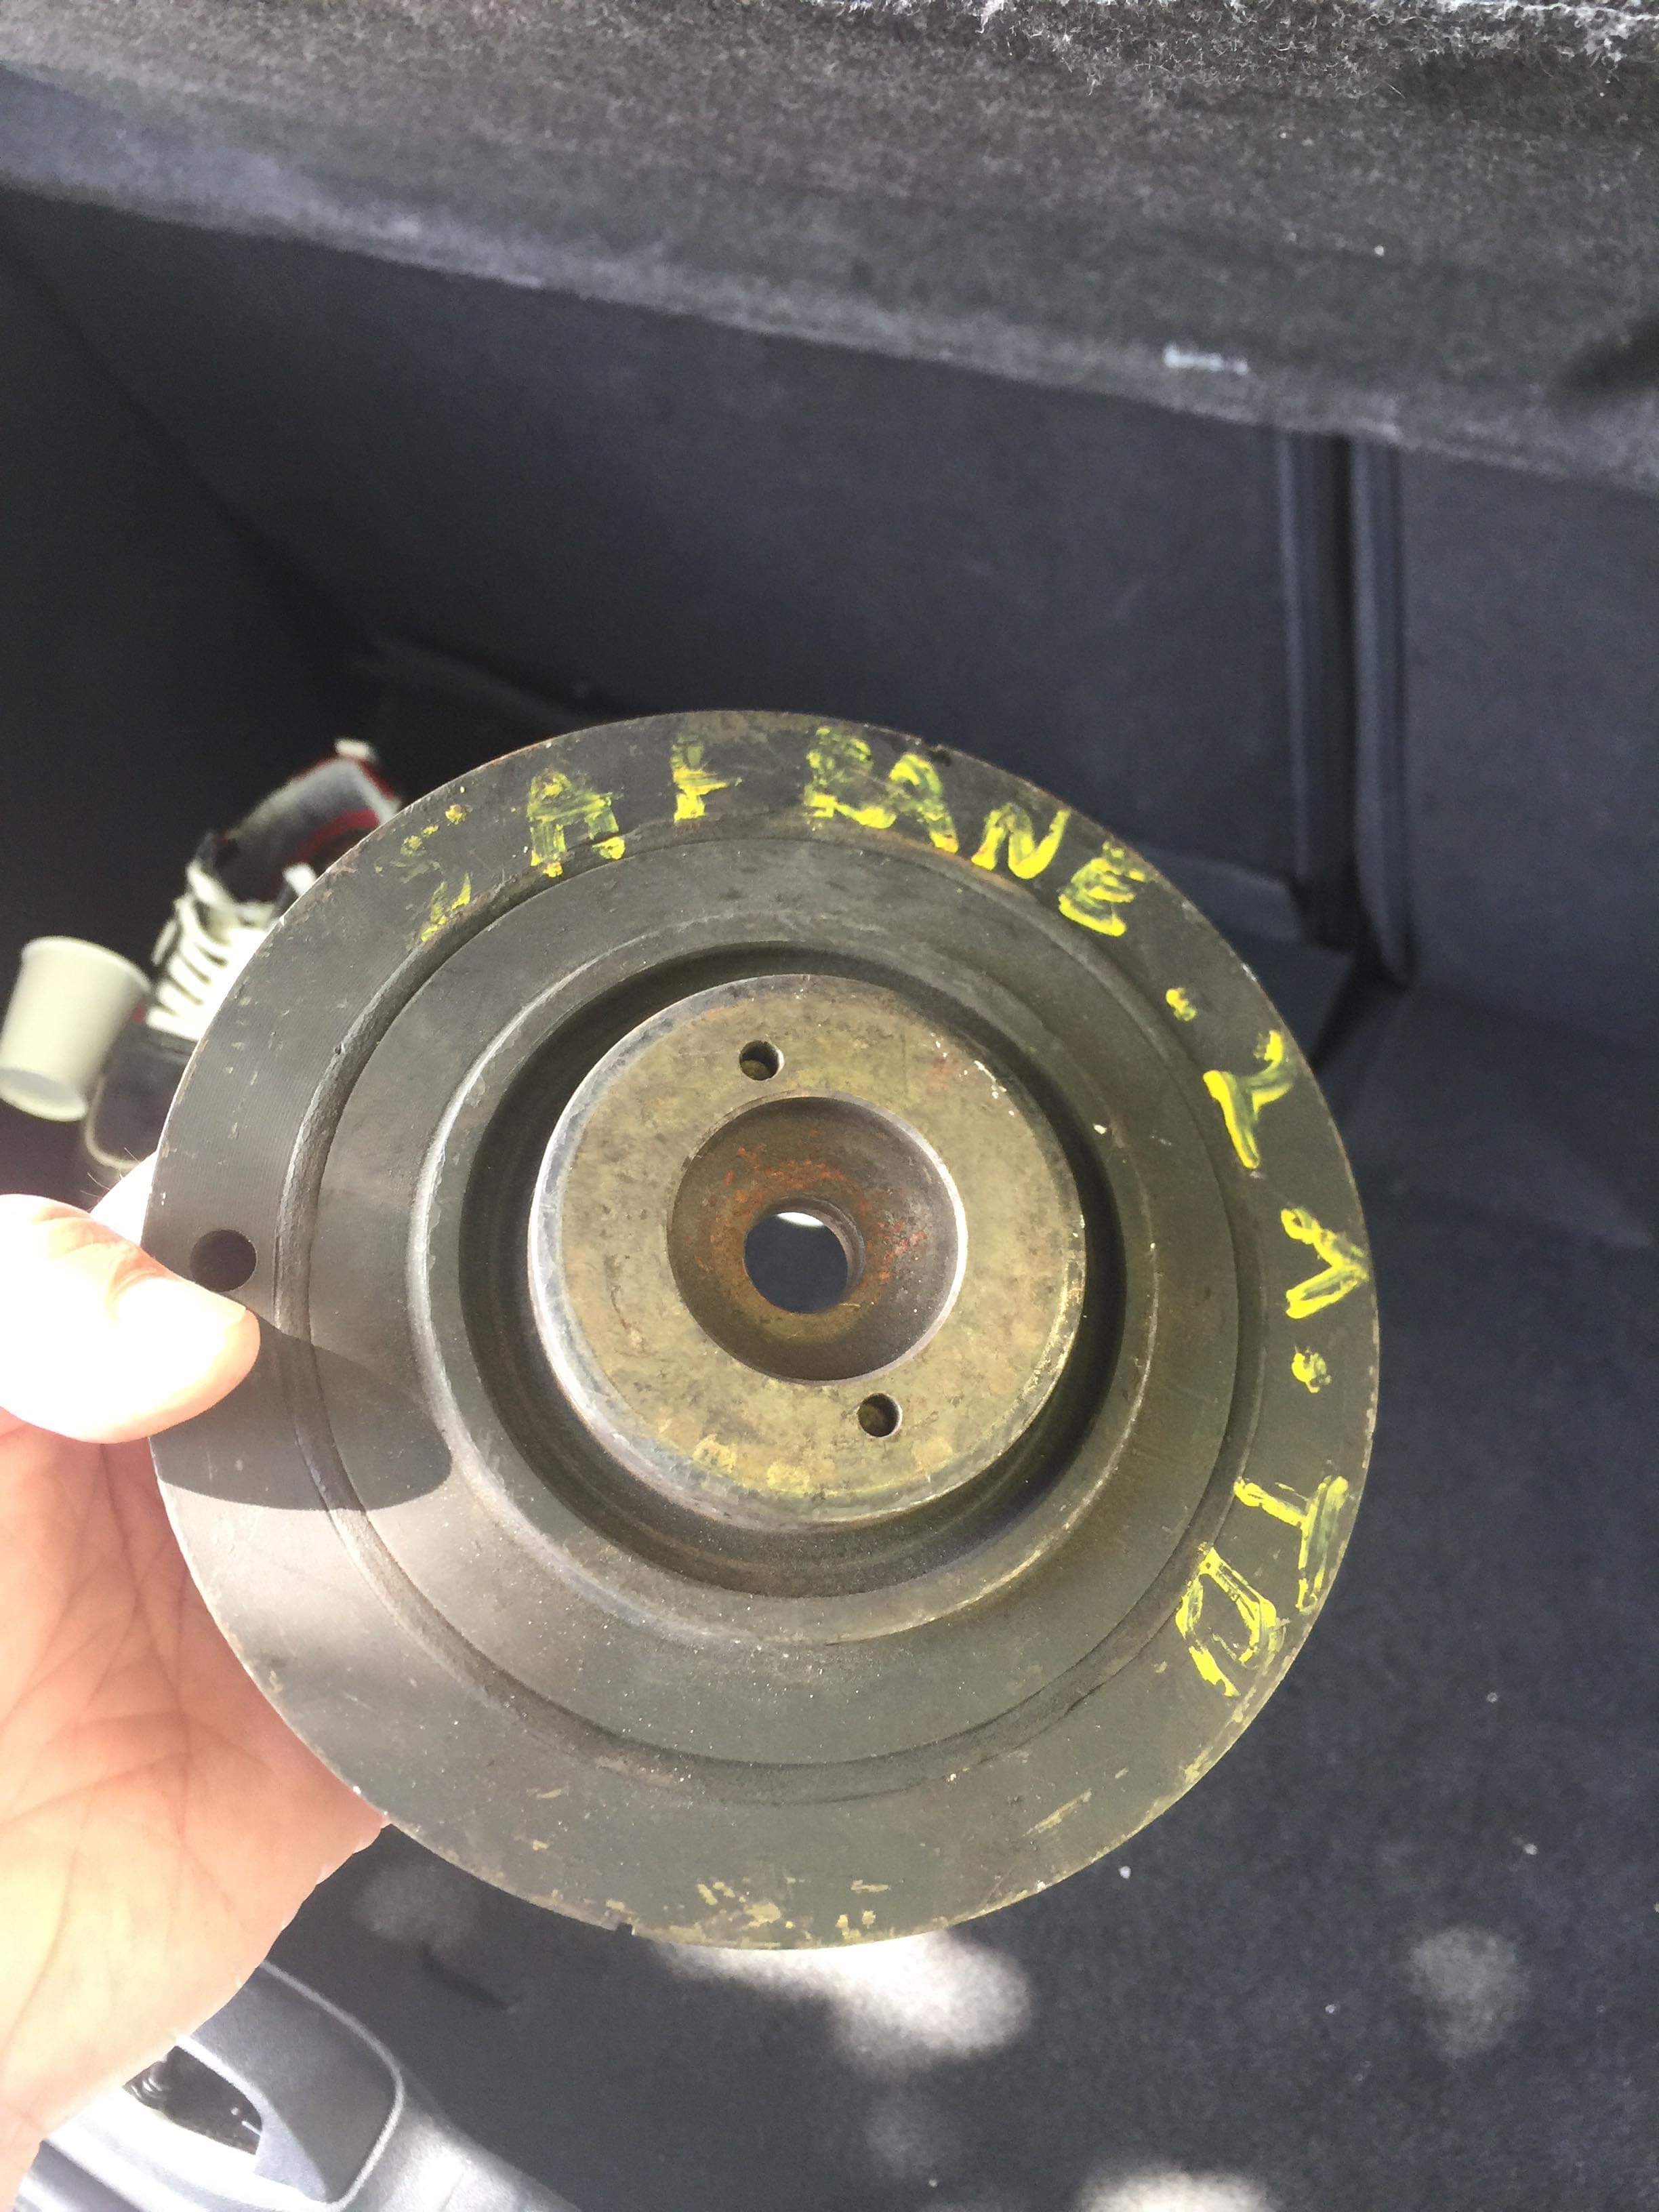 SAFRANE . Y A . TD